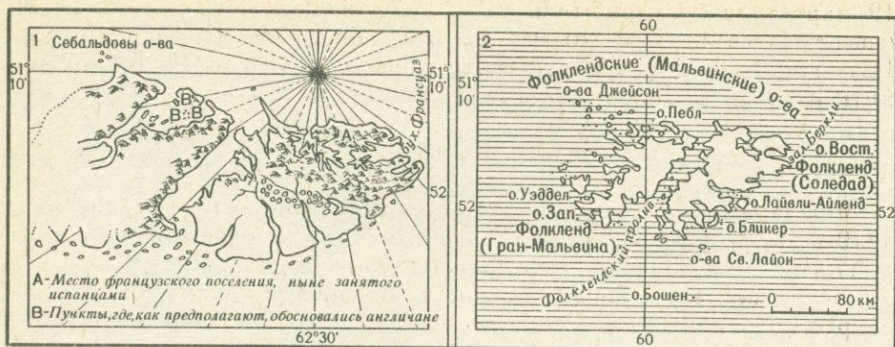 1 Себальдовы о-ва
51°
10'
51°
10'
бух. Франсуаз
B
B B
A
52
A-Место французского поселения, ныне занятого
испанцами
B-Пункты, где, как предполагают, обосновались англичане
62°30'
60
2
Фолклендские (Мальвинские) о-ва
51°
10'
о-ва Джейсон
о.Пебл
зал. Беркли
о.Вост.
Фолкленд
(Соледад)
о.Уэддел
о.Лайвли-Айленд
52
52
о.Зап.
Фолкленд
(Гран-Мальвина)
о.Бликер
Фолклендский пролив
о-ва Св. Лайон
о.Бошен
0 80 км
60